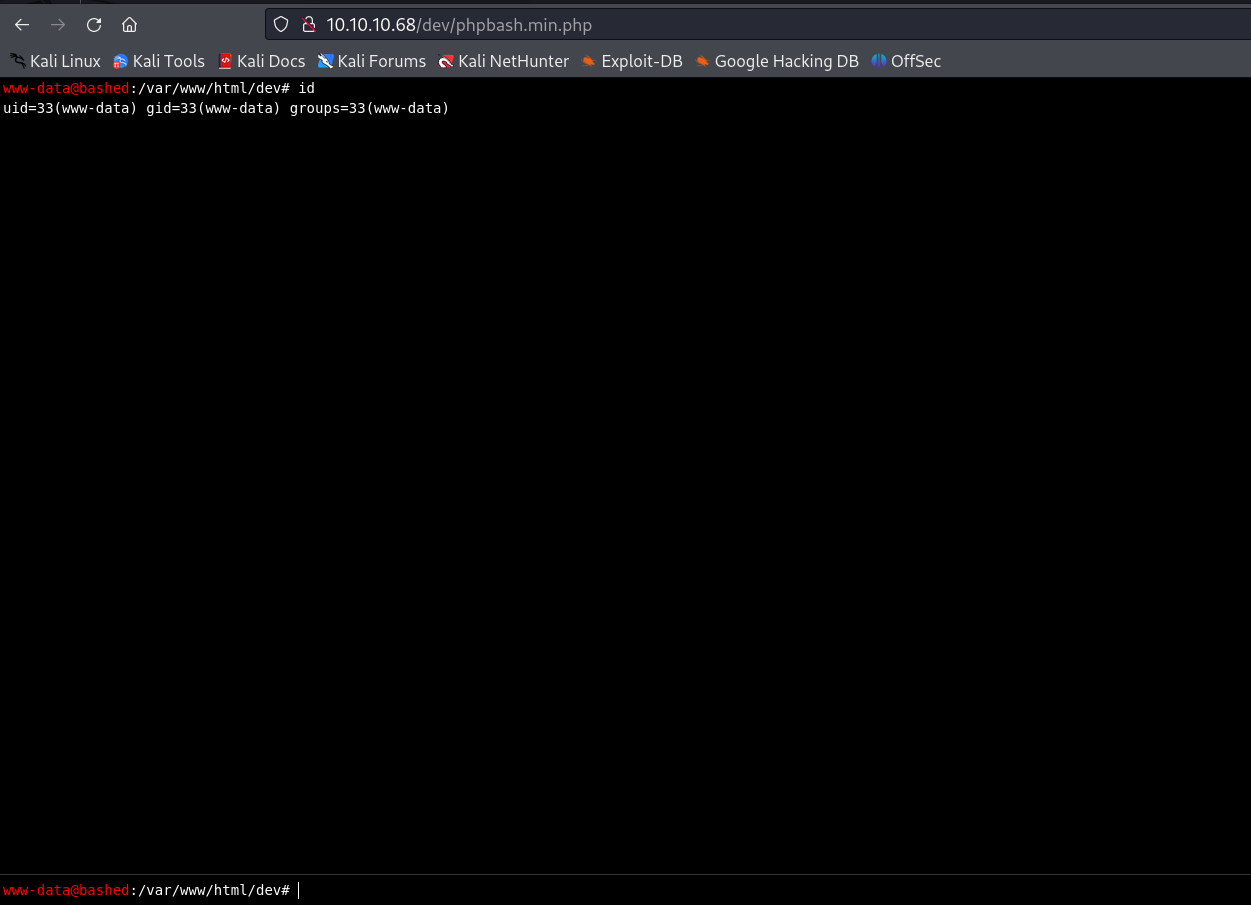 10.10.10.68/dev/phpbash.min.php
Kali Linux Kali Tools Kali Docs Kali Forums Kali NetHunter Exploit-DB Google Hacking DB OffSec
www-data@bashed:/var/www/html/dev# id
uid=33(www-data) gid=33(www-data) groups=33(www-data)
www-data@bashed:/var/www/html/dev#